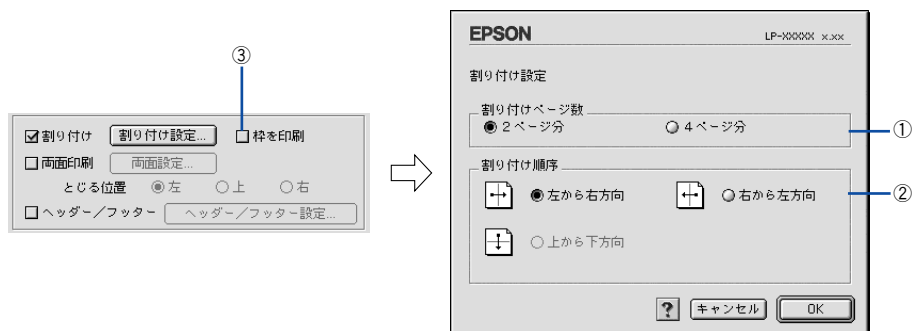 ③
☑割り付け 割り付け設定... □枠を印刷
□両面印刷 両面設定...
とじる位置 ◉左 ○上 ○右
□ヘッダー/フッター ヘッダー/フッター設定...
EPSON LP-XXXXX x.xx
割り付け設定
割り付けページ数
◉2ページ分 ○4ページ分 ①
割り付け順序
◉左から右方向 ○右から左方向 ②
○上から下方向
? キャンセル OK